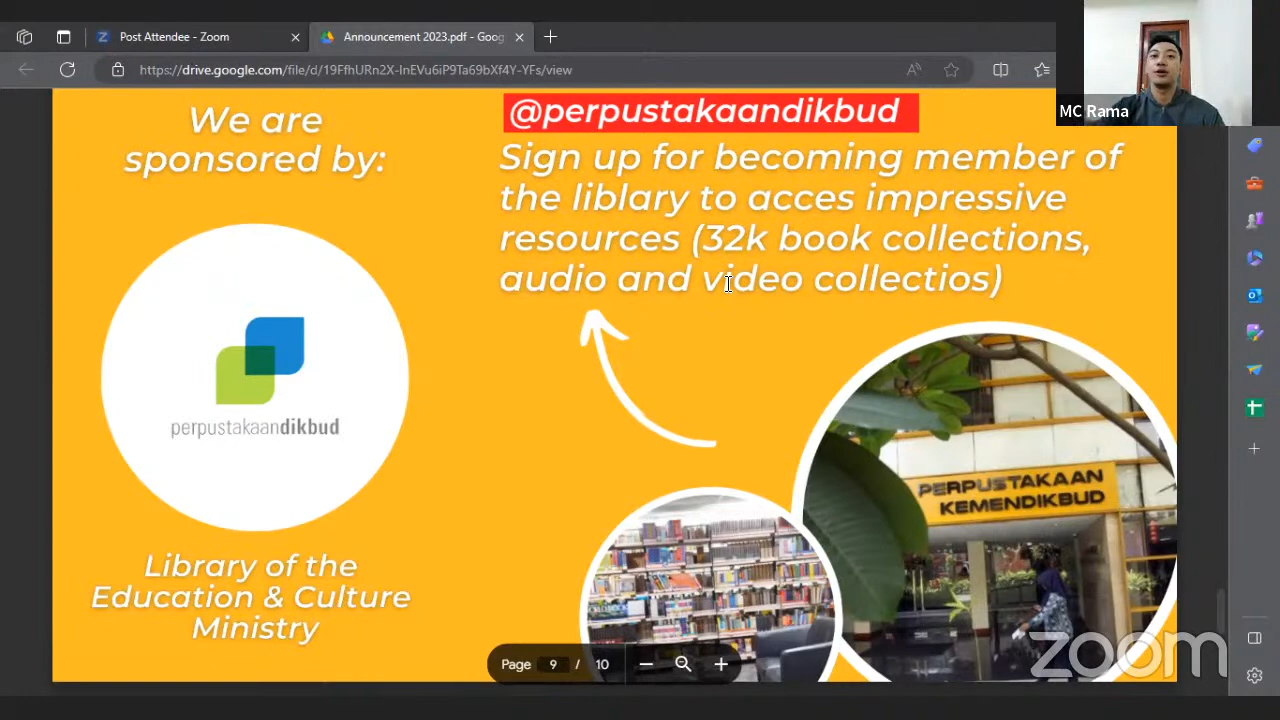 Post Attendee - Zoom
Announcement 2023.pdf - Goog
https://drive.google.com/file/d/19FfhURn2X-InEVu6iP9Ta69bXf4Y-YFs/view
MC Rama
We are
sponsored by:
perpustakaandikbud
Library of the
Education & Culture
Ministry
@perpustakaandikbud
Sign up for becoming member of
the liblary to acces impressive
resources (32k book collections,
audio and video collectios)
PERPUSTAKAAN
KEMENDIKBUD
Page 9 / 10
zoom